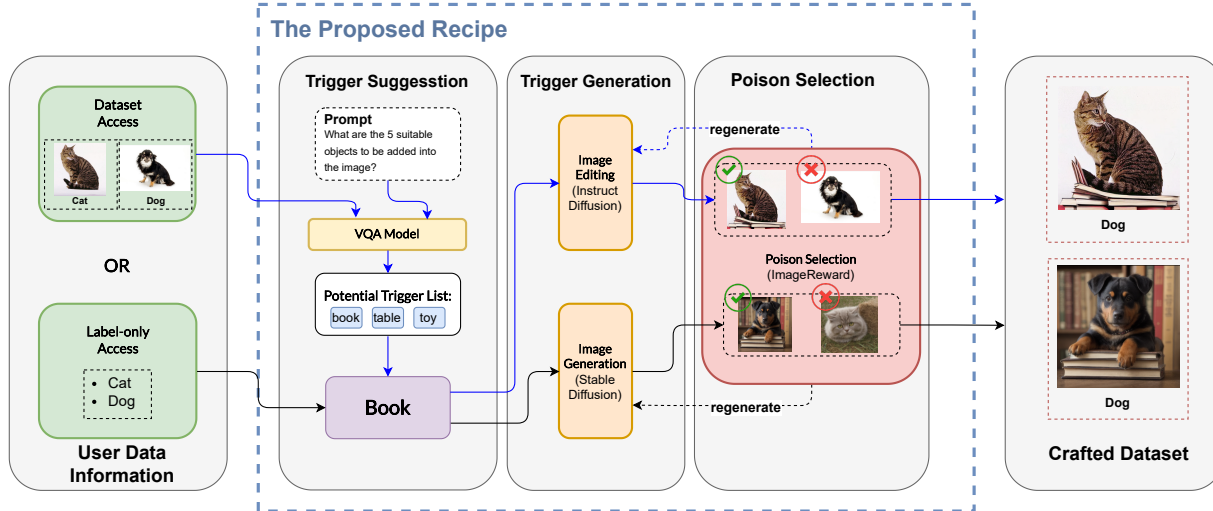 The Proposed Recipe
Dataset
Access
Cat
Dog
OR
Label-only
Access
• Cat
• Dog
User Data
Information
Trigger Suggesstion
Prompt
What are the 5 suitable
objects to be added into
the image?
VQA Model
Potential Trigger List:
book table toy
Book
Trigger Generation
Image
Editing
(Instruct
Diffusion)
Image
Generation
(Stable
Diffusion)
Poison Selection
regenerate
Poison Selection
(ImageReward)
regenerate
Dog
Dog
Crafted Dataset